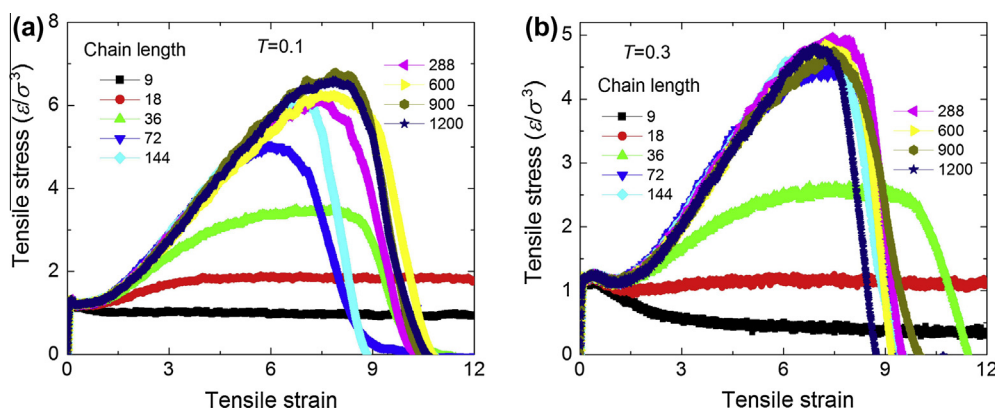 (a)
T=0.1
Chain length
9
18
36
72
144
288
600
900
1200
Tensile stress (ε/σ³)
8
6
4
2
0
0 3 6 9 12
Tensile strain
(b)
T=0.3
Chain length
9
18
36
72
144
288
600
900
1200
Tensile stress (ε/σ³)
5
4
3
2
1
0
0 3 6 9 12
Tensile strain